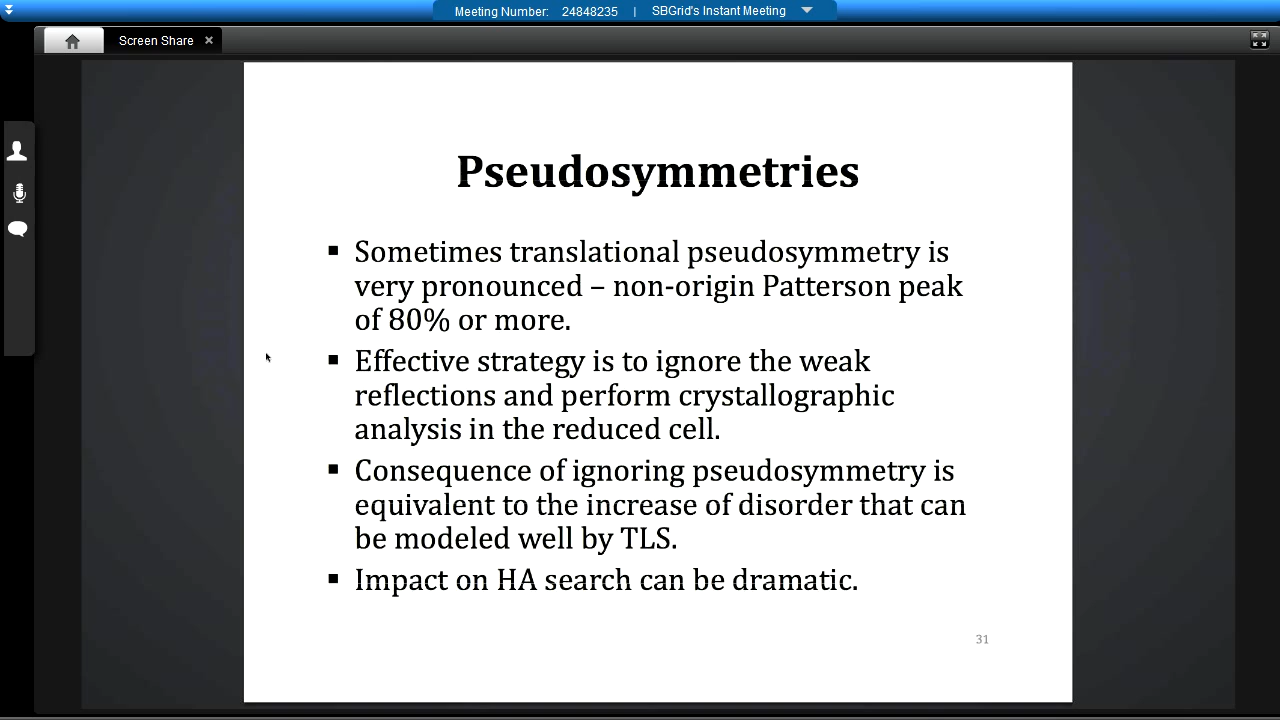 Meeting Number: 24848235 | SBGrid's Instant Meeting
Screen Share
Pseudosymmetries
▪ Sometimes translational pseudosymmetry is
very pronounced – non-origin Patterson peak
of 80% or more.
▪ Effective strategy is to ignore the weak
reflections and perform crystallographic
analysis in the reduced cell.
▪ Consequence of ignoring pseudosymmetry is
equivalent to the increase of disorder that can
be modeled well by TLS.
▪ Impact on HA search can be dramatic.
31